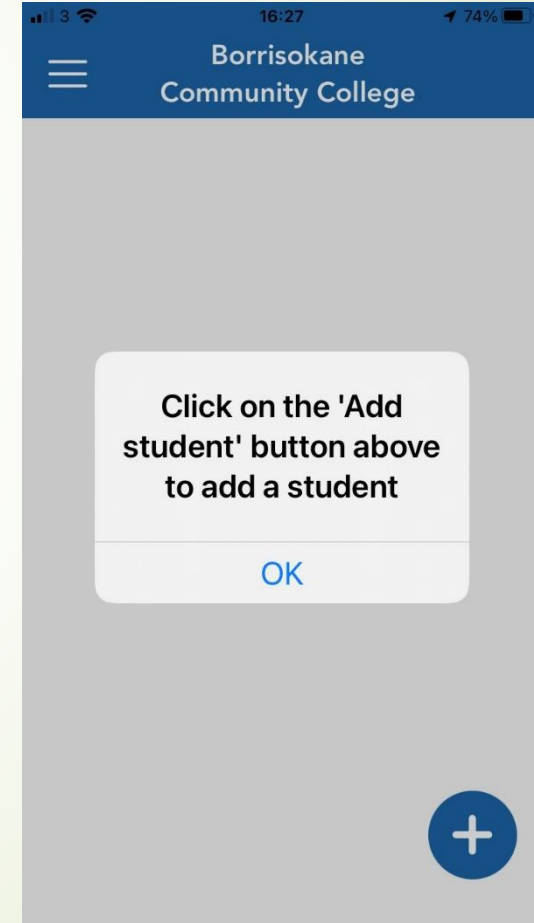 3 16:27 74%
Borrisokane
Community College
Click on the 'Add
student' button above
to add a student
OK
+